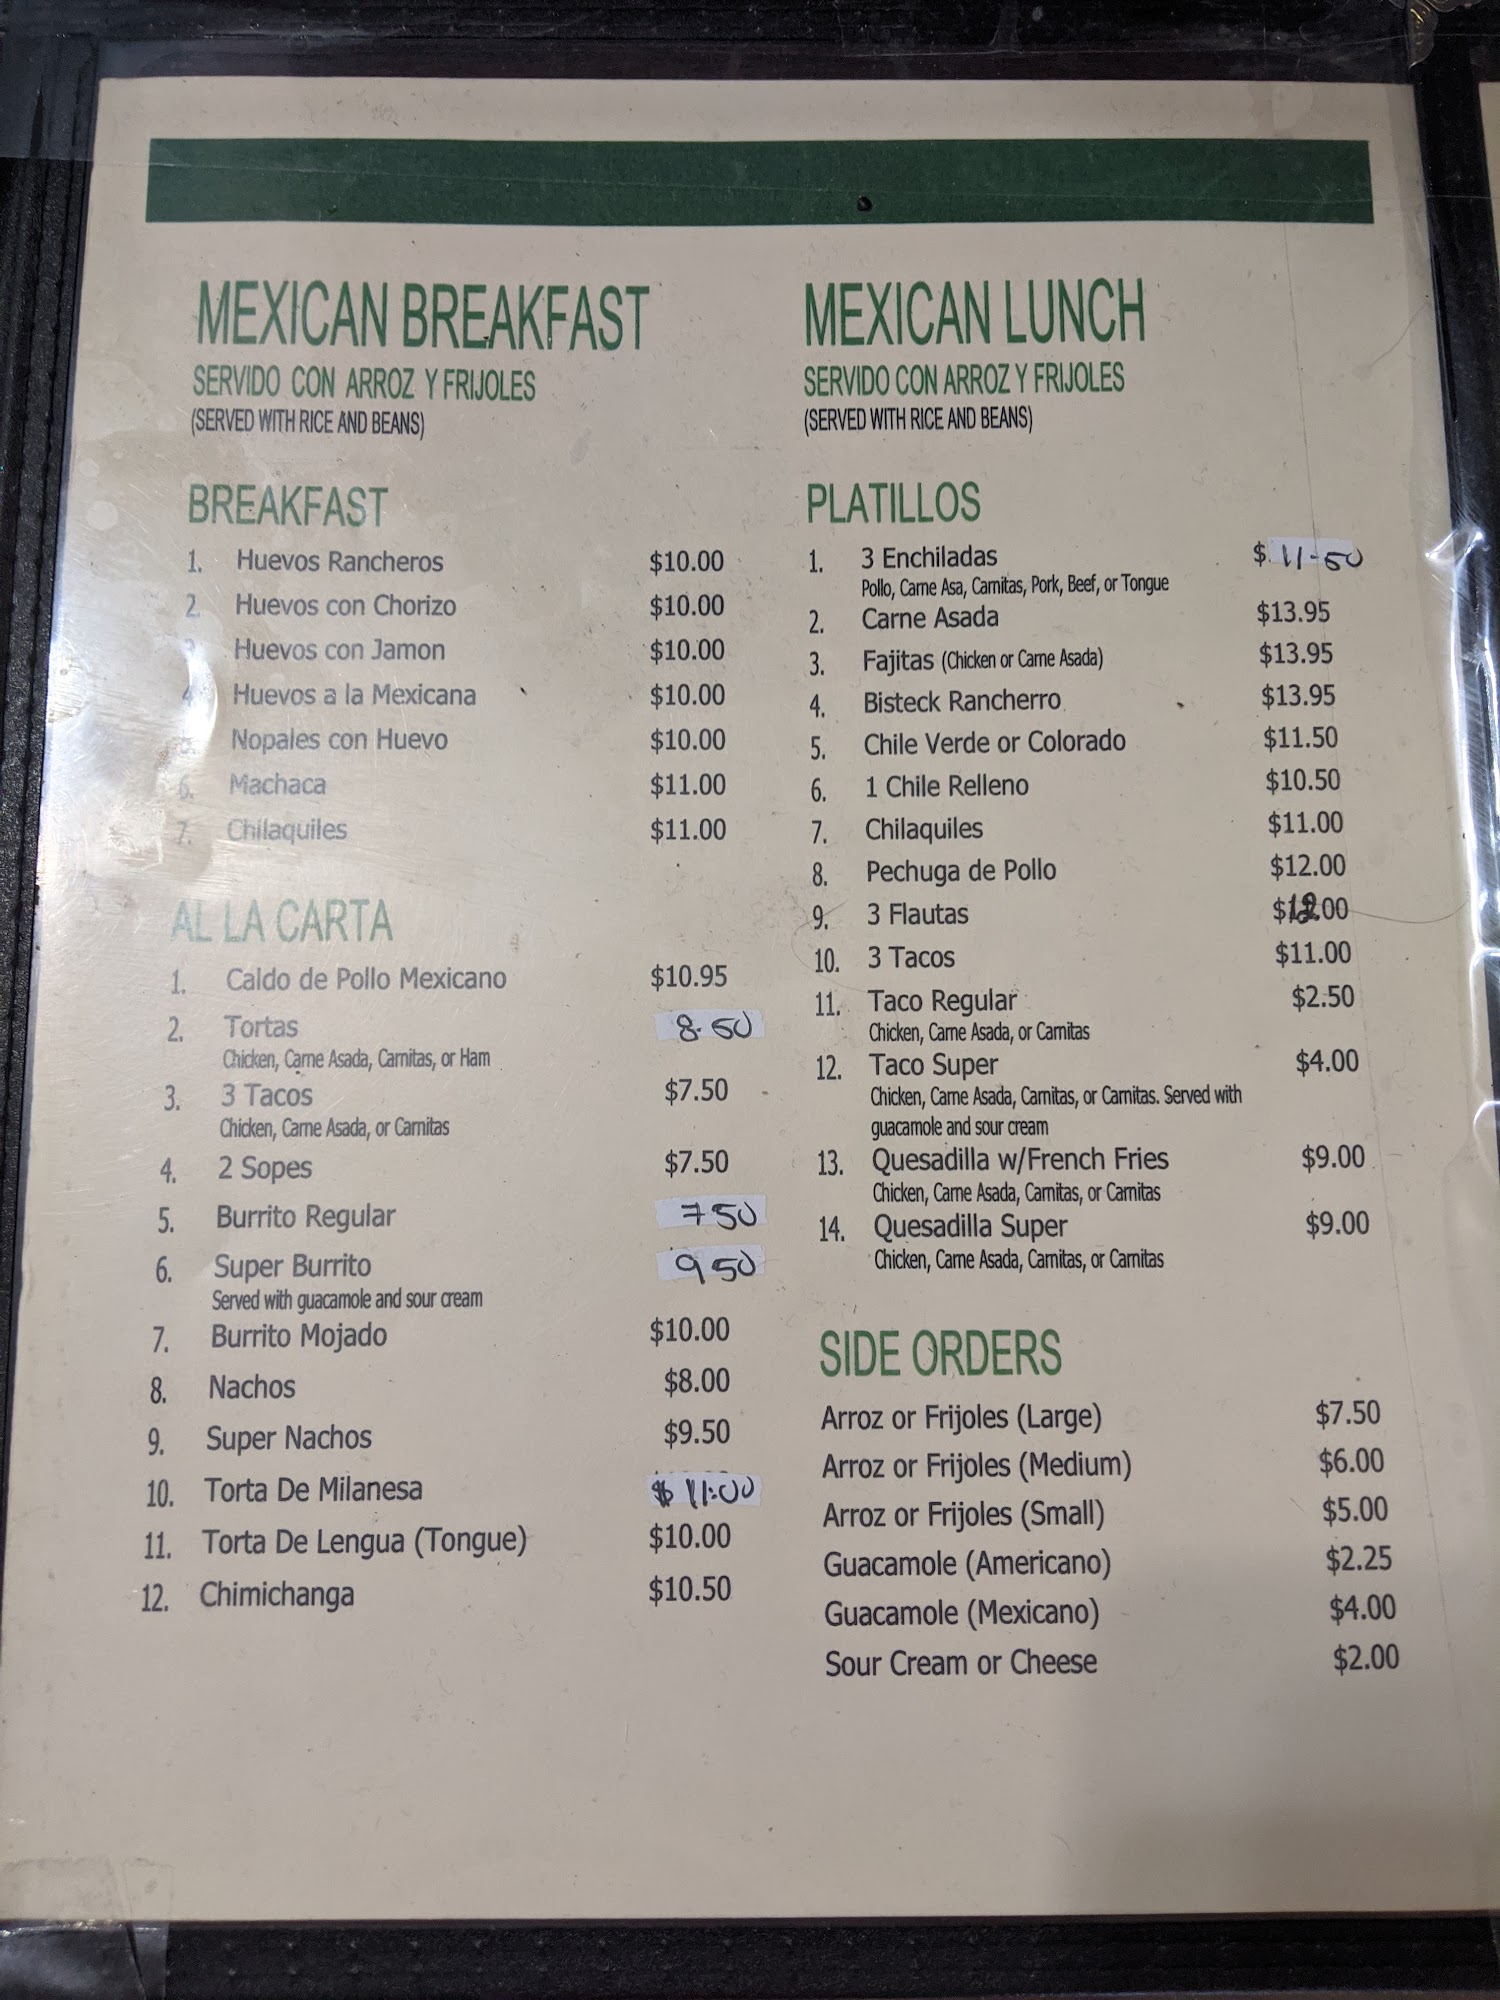 MEXICAN BREAKFAST
SERVIDO CON ARROZ Y FRIJOLES
(SERVED WITH RICE AND BEANS)
BREAKFAST
1. Huevos Rancheros $10.00
2. Huevos con Chorizo $10.00
3. Huevos con Jamon $10.00
4. Huevos a la Mexicana $10.00
5. Nopales con Huevo $10.00
6. Machaca $11.00
7. Chilaquiles $11.00
AL LA CARTA
1. Caldo de Pollo Mexicano $10.95
2. Tortas 8.50
Chicken, Carne Asada, Carnitas, or Ham
3. 3 Tacos $7.50
Chicken, Carne Asada, or Carnitas
4. 2 Sopes $7.50
5. Burrito Regular 750
6. Super Burrito 950
Served with guacamole and sour cream
7. Burrito Mojado $10.00
8. Nachos $8.00
9. Super Nachos $9.50
10. Torta De Milanesa $11.00
11. Torta De Lengua (Tongue) $10.00
12. Chimichanga $10.50
MEXICAN LUNCH
SERVIDO CON ARROZ Y FRIJOLES
(SERVED WITH RICE AND BEANS)
PLATILLOS
1. 3 Enchiladas $11-50
Pollo, Carne Asa, Carnitas, Pork, Beef, or Tongue
2. Carne Asada $13.95
3. Fajitas (Chicken or Carne Asada) $13.95
4. Bisteck Rancherro $13.95
5. Chile Verde or Colorado $11.50
6. 1 Chile Relleno $10.50
7. Chilaquiles $11.00
8. Pechuga de Pollo $12.00
9. 3 Flautas
10. 3 Tacos $11.00
11. Taco Regular $2.50
Chicken, Carne Asada, or Carnitas
12. Taco Super $4.00
Chicken, Carne Asada, Carnitas, or Carnitas. Served with
guacamole and sour cream
13. Quesadilla w/French Fries $9.00
Chicken, Carne Asada, Carnitas, or Carnitas
14. Quesadilla Super $9.00
Chicken, Carne Asada, Carnitas, or Carnitas
SIDE ORDERS
Arroz or Frijoles (Large) $7.50
Arroz or Frijoles (Medium) $6.00
Arroz or Frijoles (Small) $5.00
Guacamole (Americano) $2.25
Guacamole (Mexicano) $4.00
Sour Cream or Cheese $2.00